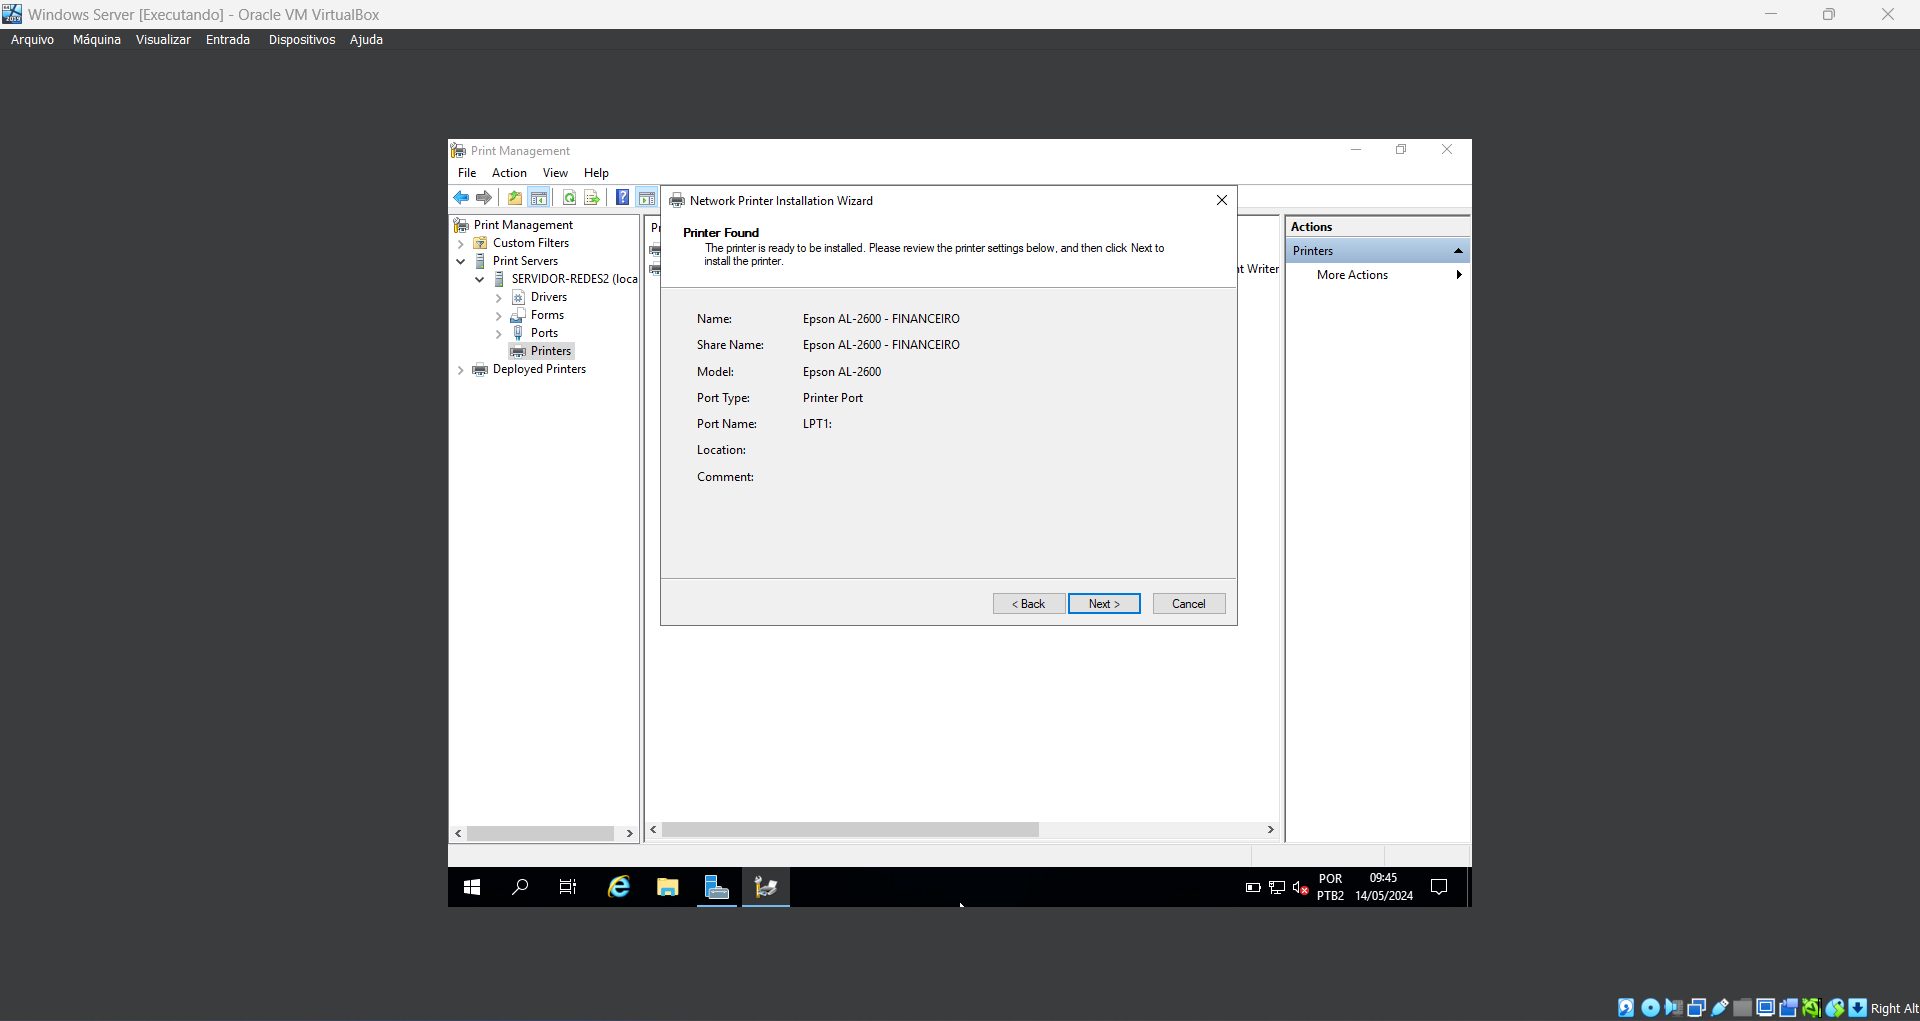 Windows Server [Executando] - Oracle VM VirtualBox
Arquivo Máquina Visualizar Entrada Dispositivos Ajuda
Print Management
File Action View Help
Network Printer Installation Wizard
Printer Found
The printer is ready to be installed. Please review the printer settings below, and then click Next to
install the printer.
Name: Epson AL-2600 - FINANCEIRO
Share Name: Epson AL-2600 - FINANCEIRO
Model: Epson AL-2600
Port Type: Printer Port
Port Name: LPT1:
Location:
Comment:
< Back Next > Cancel
Print Management
Custom Filters
Print Servers
SERVIDOR-REDES2 (loca
Drivers
Forms
Ports
Printers
Deployed Printers
Writer
Actions
Printers
More Actions
POR
PTB2
09:45
14/05/2024
Right Alt